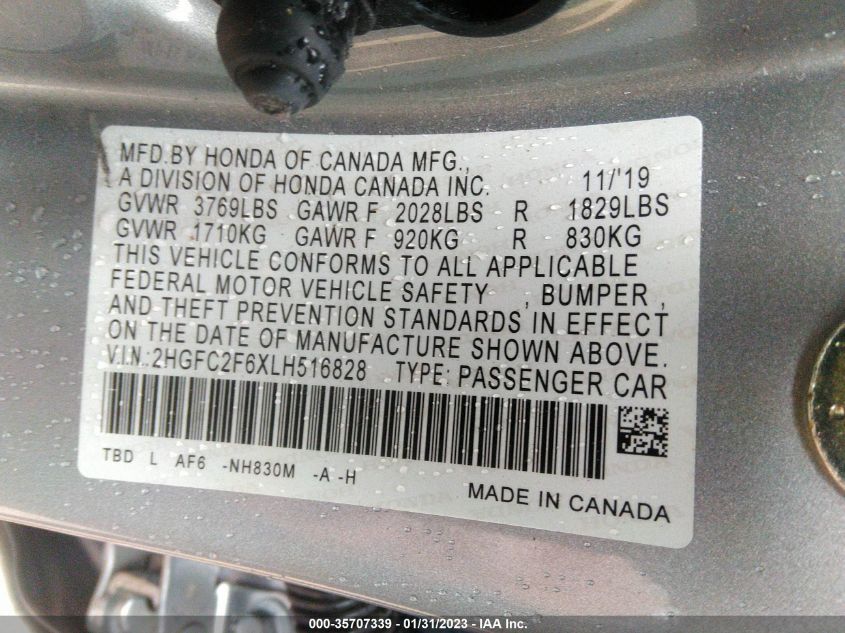 MFD.BY HONDA OF CANADA MFG.,
A DIVISION OF HONDA CANADA INC. 11/'19
GVWR 3769LBS GAWR F 2028LBS R 1829LBS
GVWR 1710KG GAWR F 920KG R 830KG
THIS VEHICLE CONFORMS TO ALL APPLICABLE
FEDERAL MOTOR VEHICLE SAFETY , BUMPER ,
AND THEFT PREVENTION STANDARDS IN EFFECT
ON THE DATE OF MANUFACTURE SHOWN ABOVE.
V.I.N.:2HGFC2F6XLH516828 TYPE: PASSENGER CAR
TBD L AF6 -NH830M -A -H
MADE IN CANADA
000-35707339 - 01/31/2023 - IAA Inc.